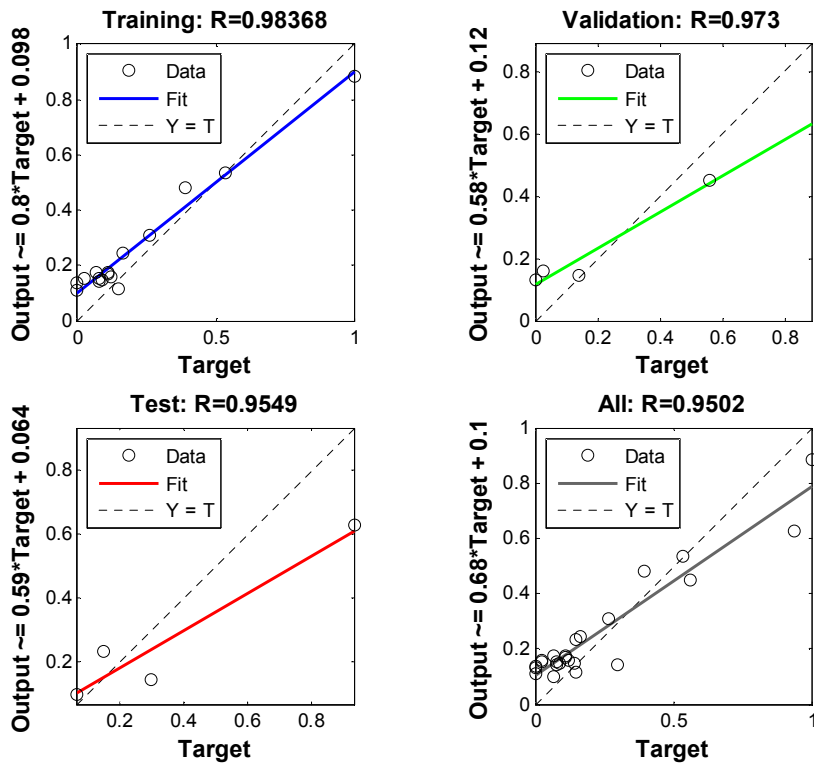 Training: R=0.98368
Output ~= 0.8*Target + 0.098
1
0.8
0.6
0.4
0.2
0
Data
Fit
Y = T
0 0.5 1
Target
Validation: R=0.973
Output ~= 0.58*Target + 0.12
0.8
0.6
0.4
0.2
0
Data
Fit
Y = T
0 0.2 0.4 0.6 0.8
Target
Test: R=0.9549
Output ~= 0.59*Target + 0.064
0.8
0.6
0.4
0.2
Data
Fit
Y = T
0.2 0.4 0.6 0.8
Target
All: R=0.9502
Output ~= 0.68*Target + 0.1
1
0.8
0.6
0.4
0.2
0
Data
Fit
Y = T
0 0.5 1
Target